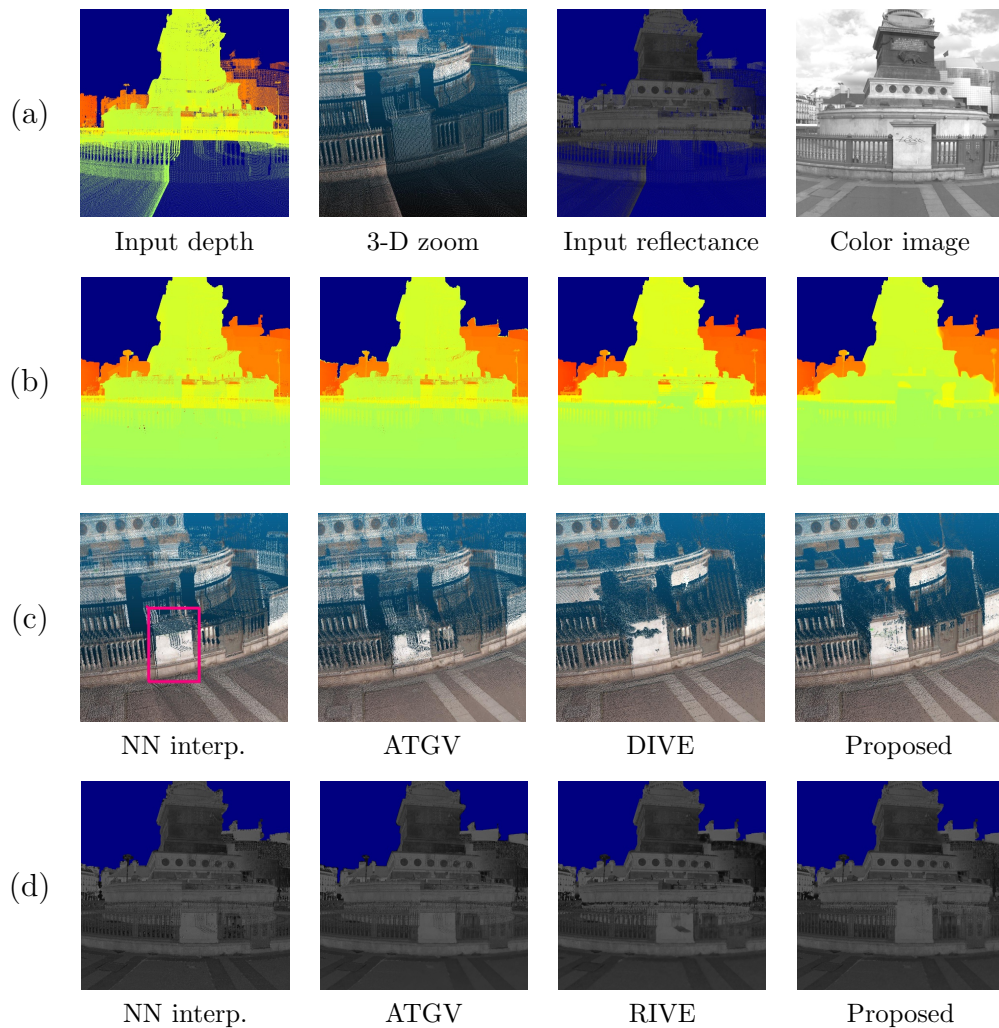 (a)
Input depth
3-D zoom
Input reflectance
Color image
(b)
(c)
NN interp.
ATGV
DIVE
Proposed
(d)
NN interp.
ATGV
RIVE
Proposed